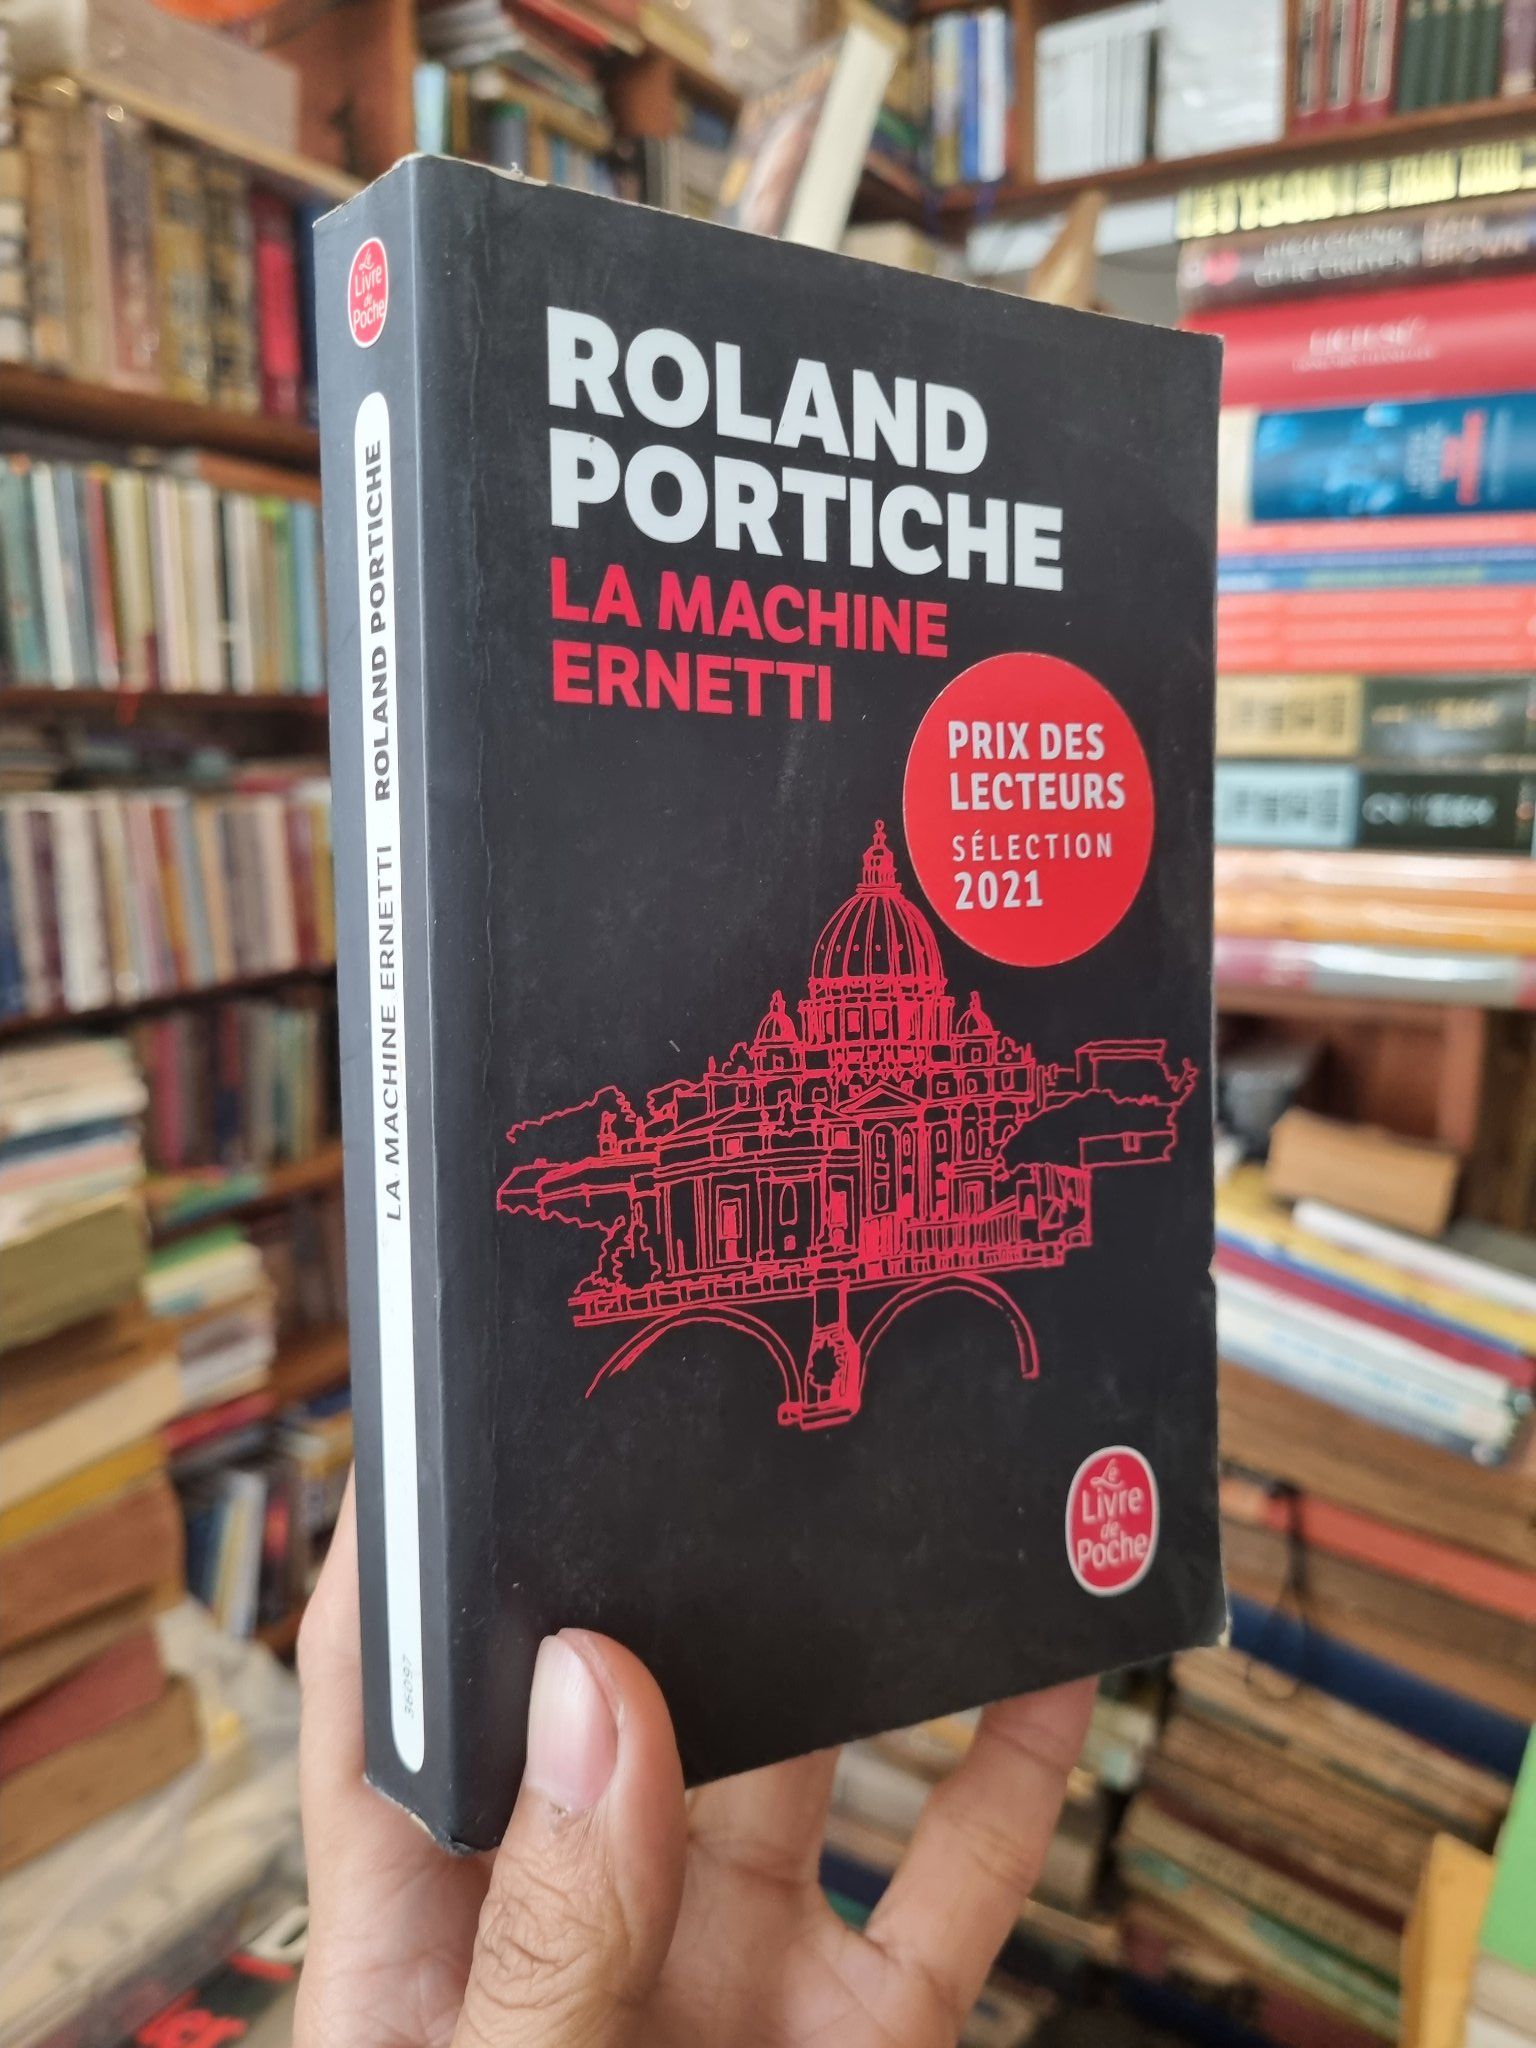 Le
Livre
de
Poche
LA MACHINE ERNETTI ROLAND PORTICHE
36097
ROLAND
PORTICHE
LA MACHINE
ERNETTI
PRIX DES
LECTEURS
SÉLECTION
2021
Le
Livre
de
Poche